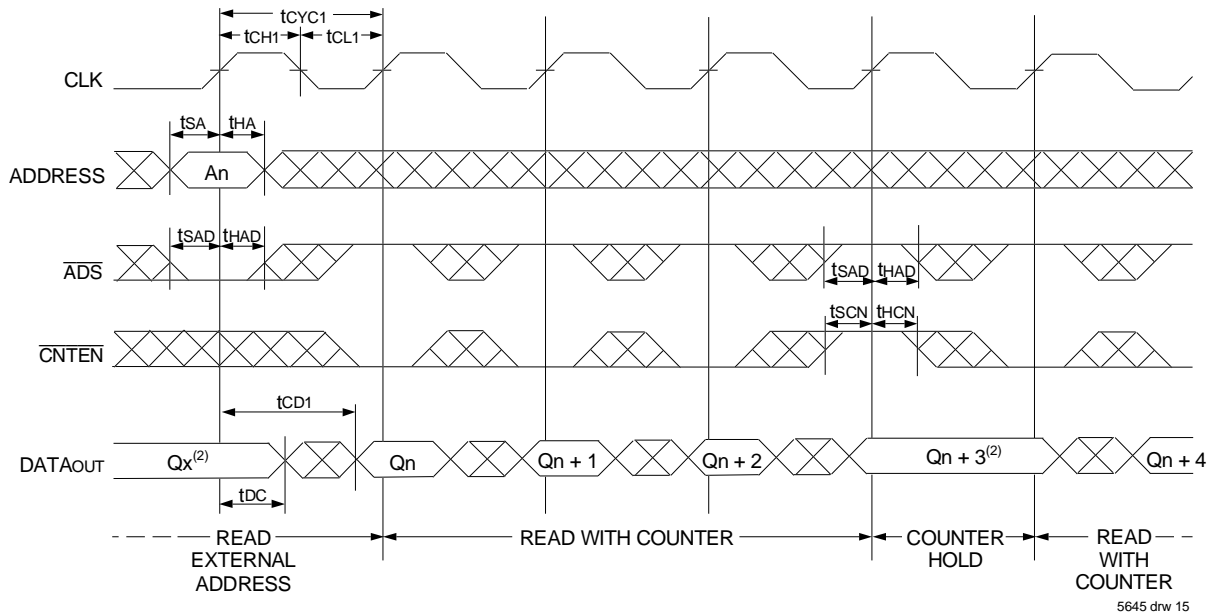 tCYC1
tCH1 tCL1
CLK
tSA tHA
ADDRESS An
tSAD tHAD
ADS
tSAD tHAD
tSCN tHCN
CNTEN
tCD1
DATAOUT Qx(2) Qn Qn + 1 Qn + 2 Qn + 3(2) Qn + 4
tDC
READ EXTERNAL ADDRESS
READ WITH COUNTER
COUNTER HOLD
READ WITH COUNTER
5645 drw 15